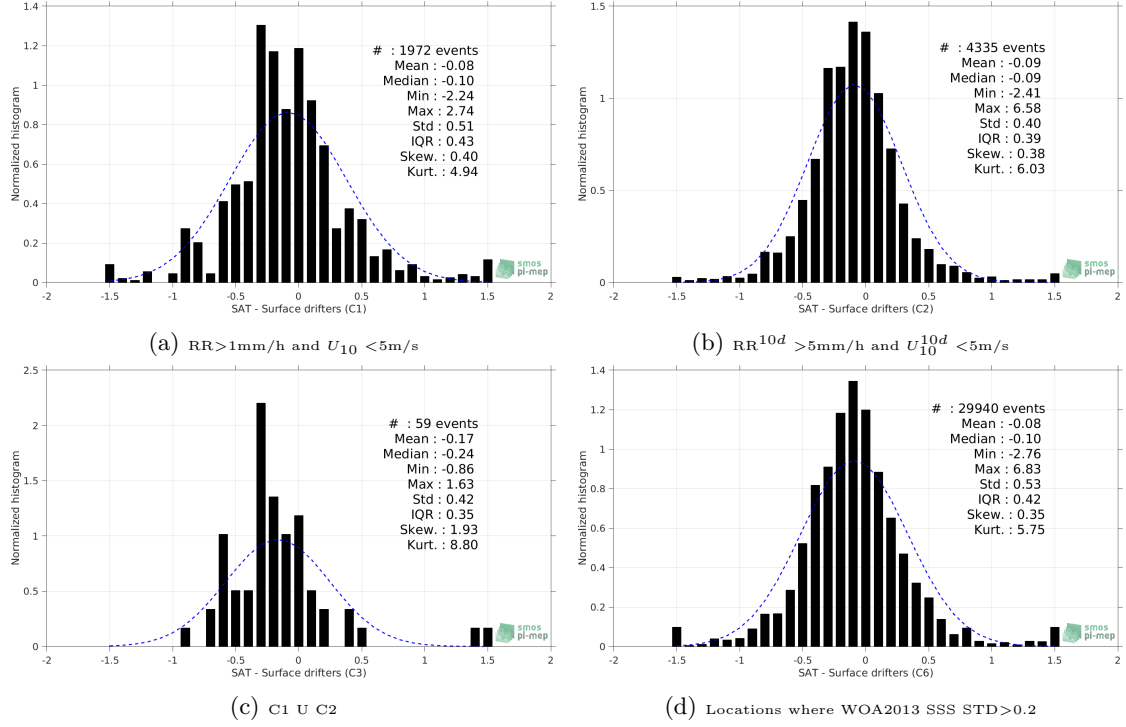 1.4
1.2
1
0.8
0.6
0.4
0.2
0
Normalized histogram
# : 1972 events
Mean : -0.08
Median : -0.10
Min : -2.24
Max : 2.74
Std : 0.51
IQR : 0.43
Skew. : 0.40
Kurt. : 4.94
smos
pi-mep
-2 -1.5 -1 -0.5 0 0.5 1 1.5 2
SAT - Surface drifters (C1)
(a) RR>1mm/h and U10 <5m/s
1.5
1
0.5
0
Normalized histogram
# : 4335 events
Mean : -0.09
Median : -0.09
Min : -2.41
Max : 6.58
Std : 0.40
IQR : 0.39
Skew. : 0.38
Kurt. : 6.03
smos
pi-mep
-2 -1.5 -1 -0.5 0 0.5 1 1.5 2
SAT - Surface drifters (C2)
(b) RR^10d >5mm/h and U10^10d <5m/s
2.5
2
1.5
1
0.5
0
Normalized histogram
# : 59 events
Mean : -0.17
Median : -0.24
Min : -0.86
Max : 1.63
Std : 0.42
IQR : 0.35
Skew. : 1.93
Kurt. : 8.80
smos
pi-mep
-2 -1.5 -1 -0.5 0 0.5 1 1.5 2
SAT - Surface drifters (C3)
(c) C1 U C2
1.4
1.2
1
0.8
0.6
0.4
0.2
0
Normalized histogram
# : 29940 events
Mean : -0.08
Median : -0.10
Min : -2.76
Max : 6.83
Std : 0.53
IQR : 0.42
Skew. : 0.35
Kurt. : 5.75
smos
pi-mep
-2 -1.5 -1 -0.5 0 0.5 1 1.5 2
SAT - Surface drifters (C6)
(d) Locations where WOA2013 SSS STD>0.2